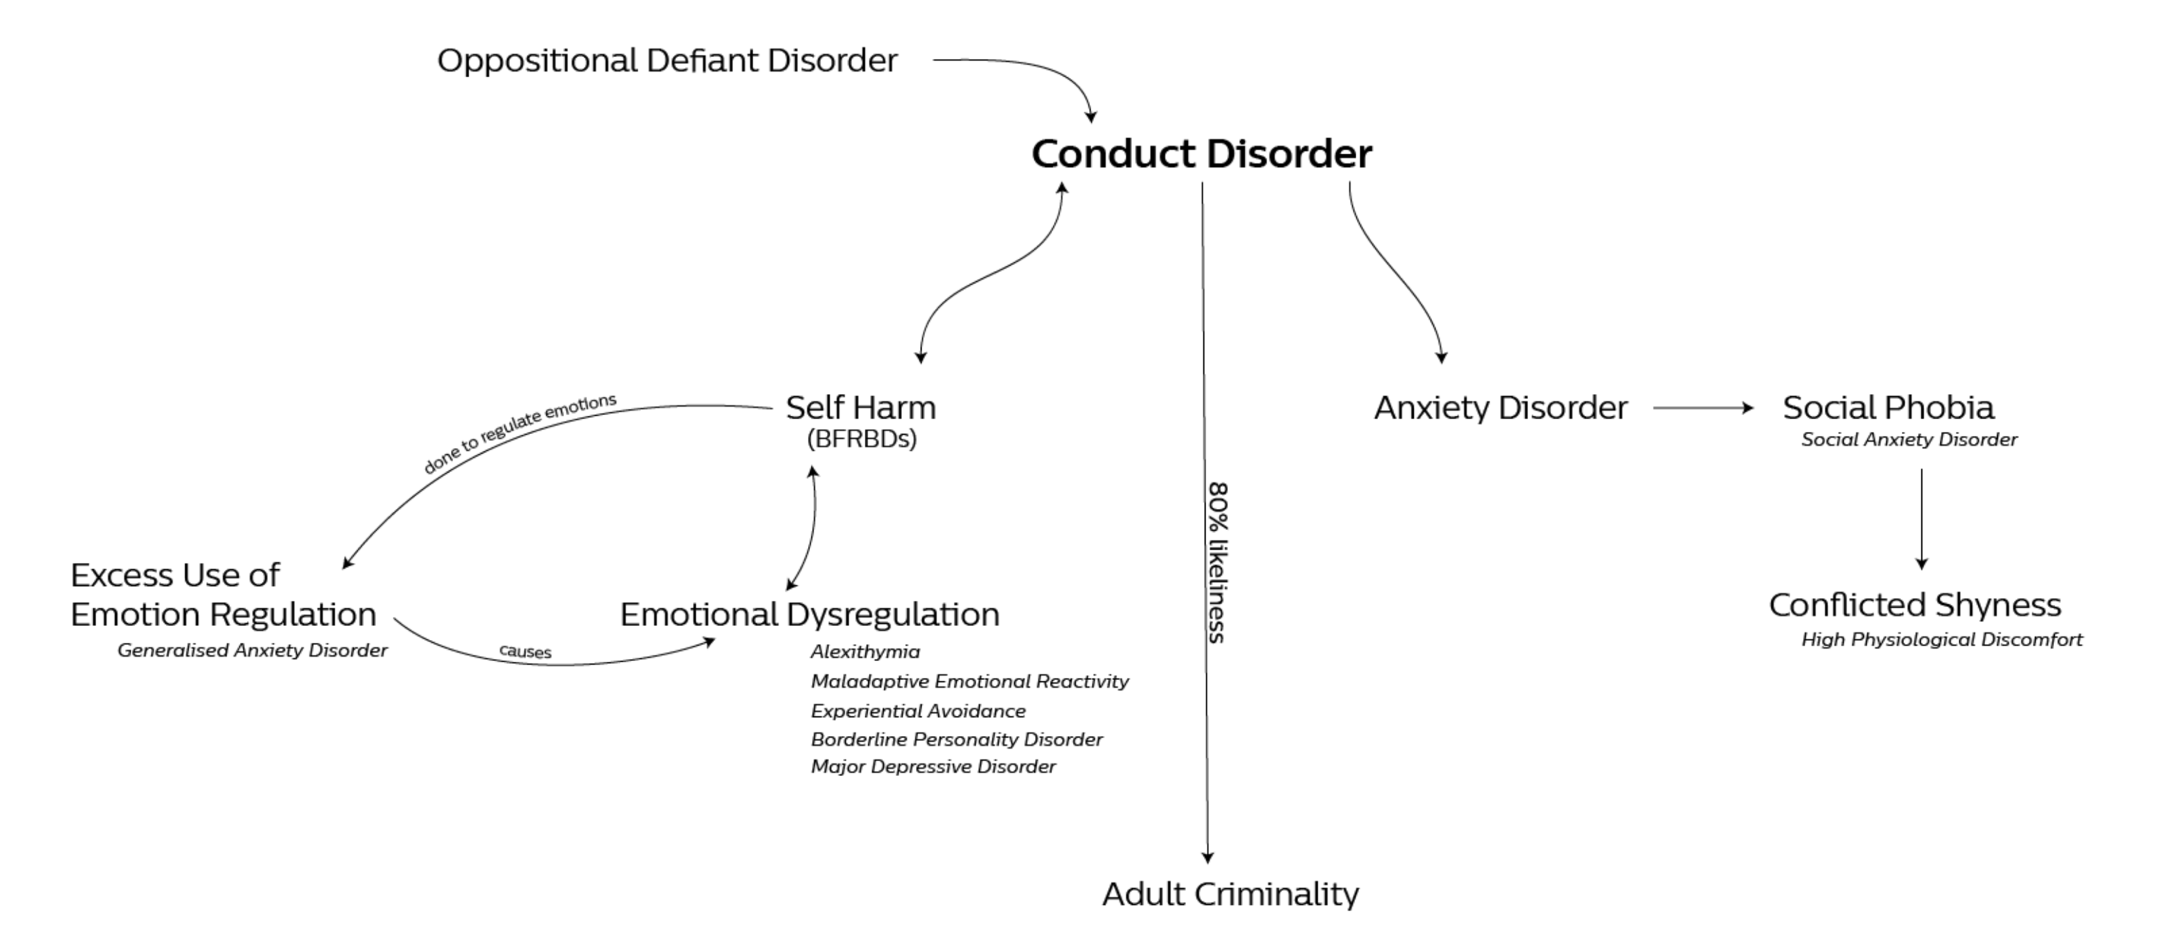 Oppositional Defiant Disorder
Conduct Disorder
done to regulate emotions
Self Harm
(BFRBDs)
Anxiety Disorder
Social Phobia
Social Anxiety Disorder
80% likeliness
Excess Use of
Emotion Regulation
Generalised Anxiety Disorder
causes
Emotional Dysregulation
Alexithymia
Maladaptive Emotional Reactivity
Experiential Avoidance
Borderline Personality Disorder
Major Depressive Disorder
Conflicted Shyness
High Physiological Discomfort
Adult Criminality